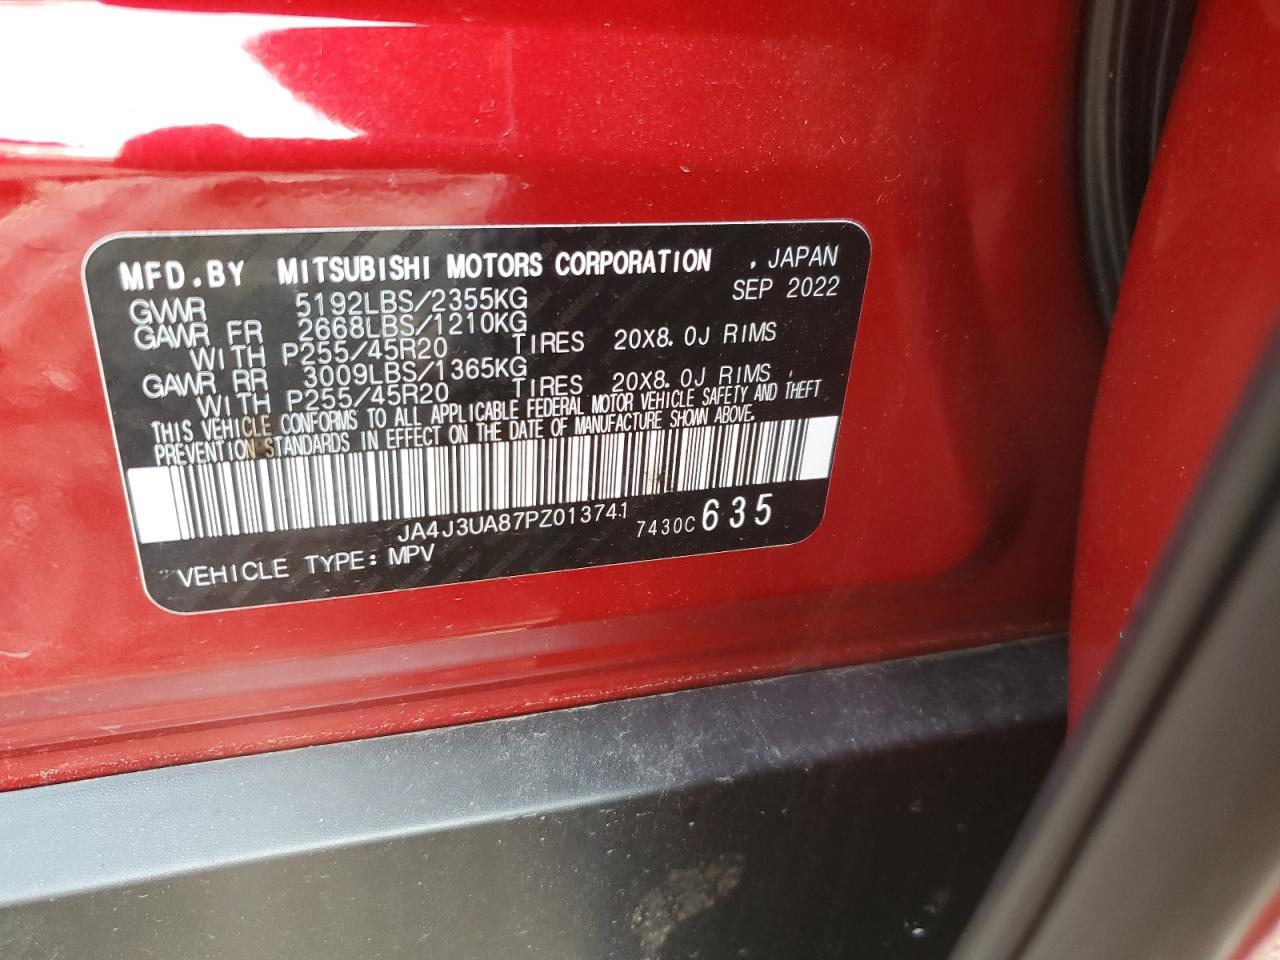 MFD.BY MITSUBISHI MOTORS CORPORATION , JAPAN
GVWR 5192LBS/2355KG SEP 2022
GAWR FR 2668LBS/1210KG
WITH P255/45R20 TIRES 20X8.0J RIMS
GAWR RR 3009LBS/1365KG
WITH P255/45R20 TIRES 20X8.0J RIMS .
THIS VEHICLE CONFORMS TO ALL APPLICABLE FEDERAL MOTOR VEHICLE SAFETY AND THEFT
PREVENTION STANDARDS IN EFFECT ON THE DATE OF MANUFACTURE SHOWN ABOVE.
JA4J3UA87PZ013741
7430C 635
VEHICLE TYPE: MPV